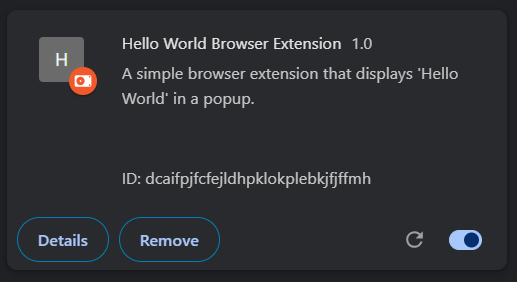 H
Hello World Browser Extension 1.0
A simple browser extension that displays 'Hello
World' in a popup.
ID: dcaifpjfcfejldhpklokplebkjfjffmh
Details Remove